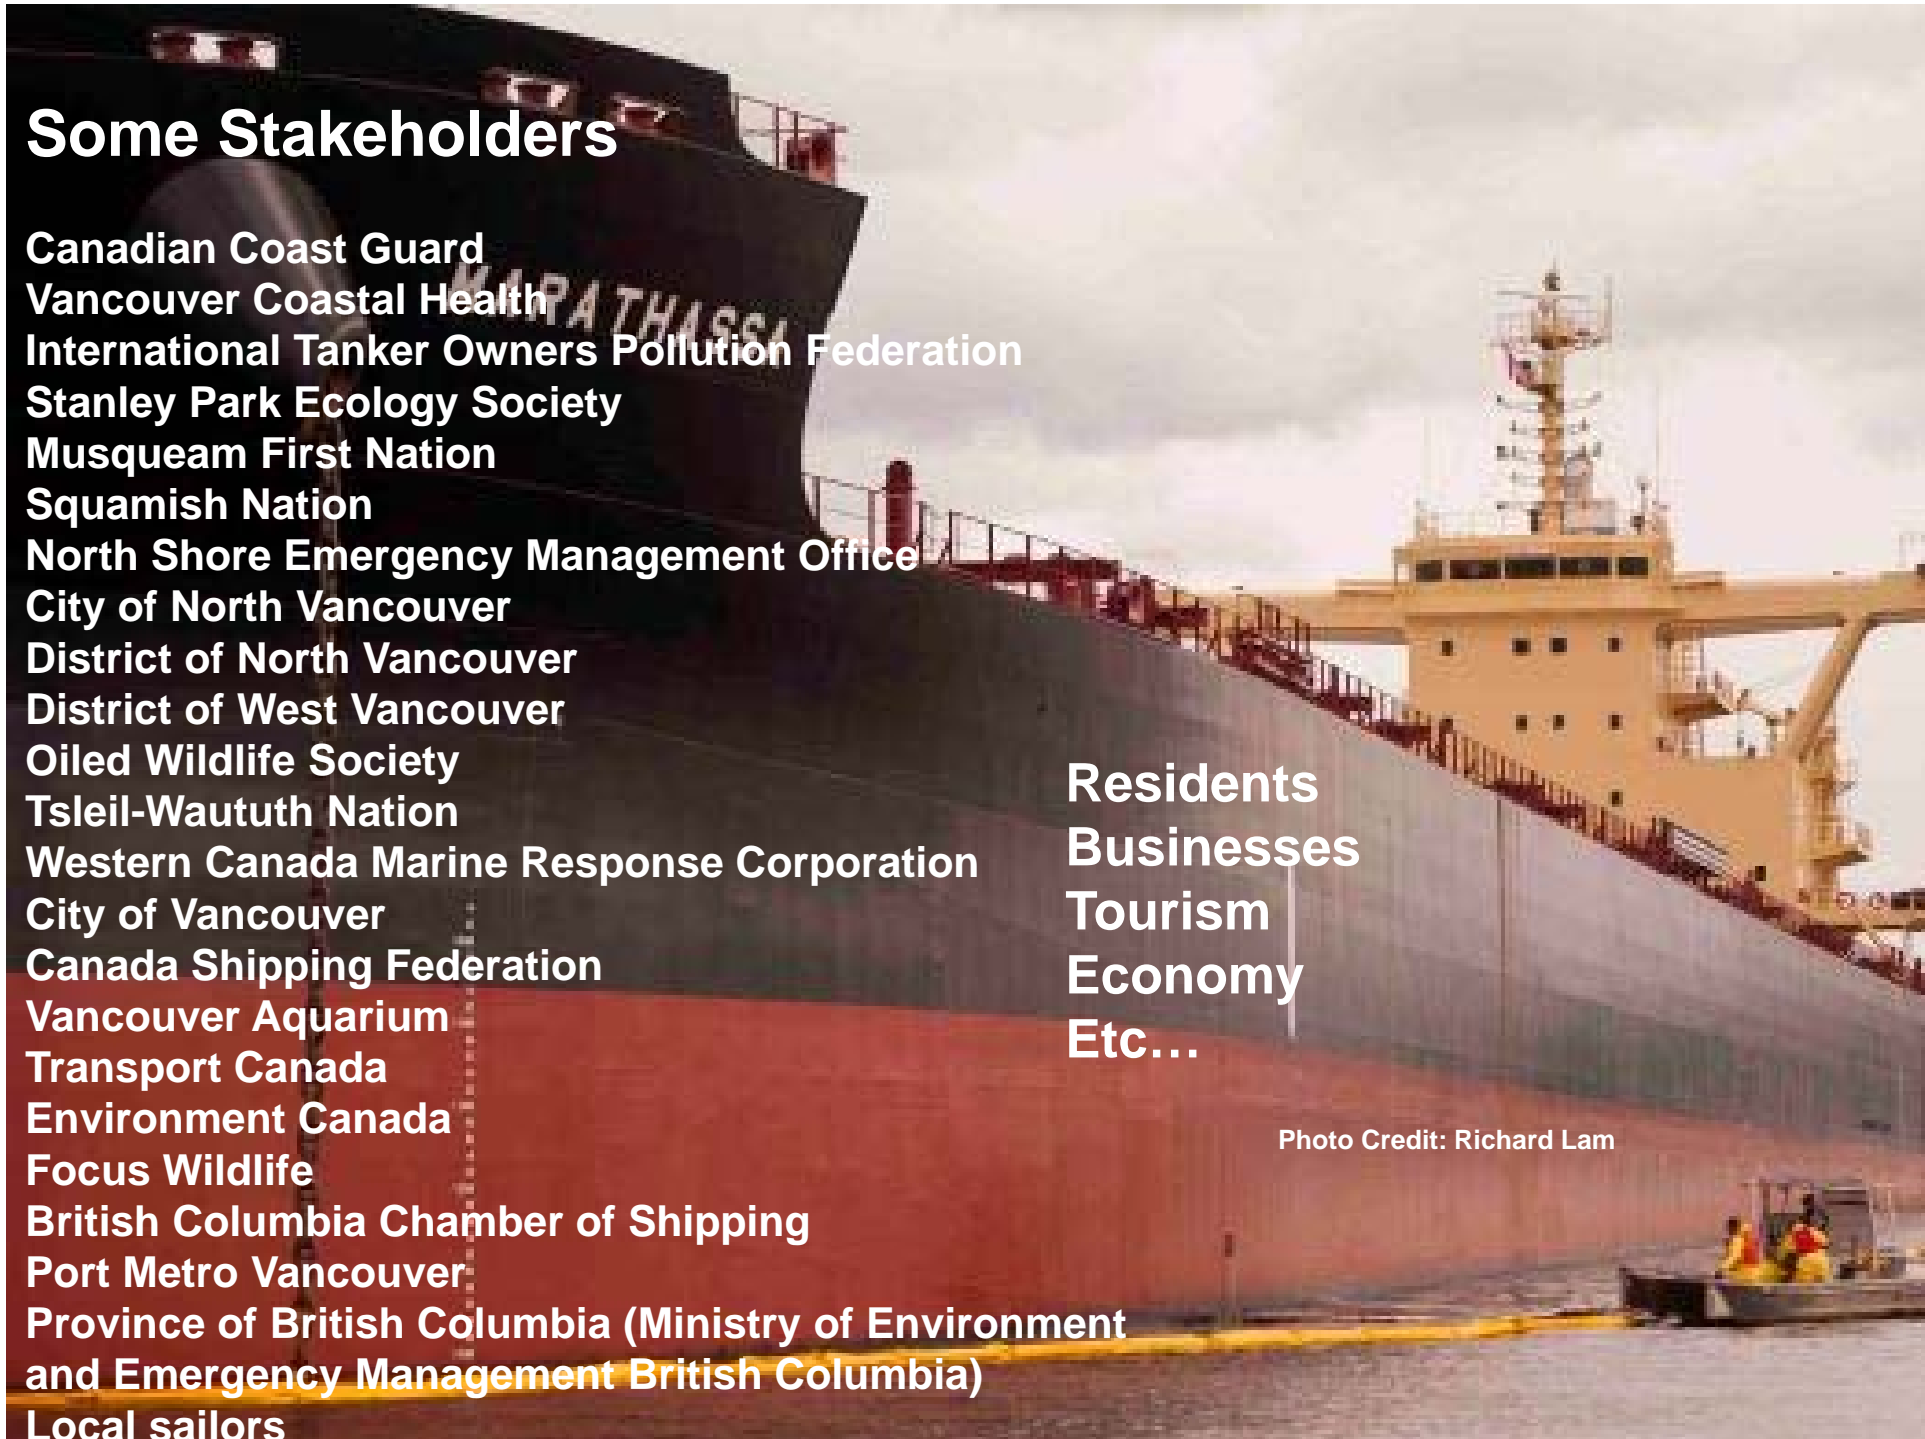 Some Stakeholders
Canadian Coast Guard
Vancouver Coastal Health
International Tanker Owners Pollution Federation
Stanley Park Ecology Society
Musqueam First Nation
Squamish Nation
North Shore Emergency Management Office
City of North Vancouver
District of North Vancouver
District of West Vancouver
Oiled Wildlife Society
Tsleil-Waututh Nation
Western Canada Marine Response Corporation
City of Vancouver
Canada Shipping Federation
Vancouver Aquarium
Transport Canada
Environment Canada
Focus Wildlife
British Columbia Chamber of Shipping
Port Metro Vancouver
Province of British Columbia (Ministry of Environment
and Emergency Management British Columbia)
Local sailors
Residents
Businesses
Tourism
Economy
Etc…
Photo Credit: Richard Lam
MARATHASSA